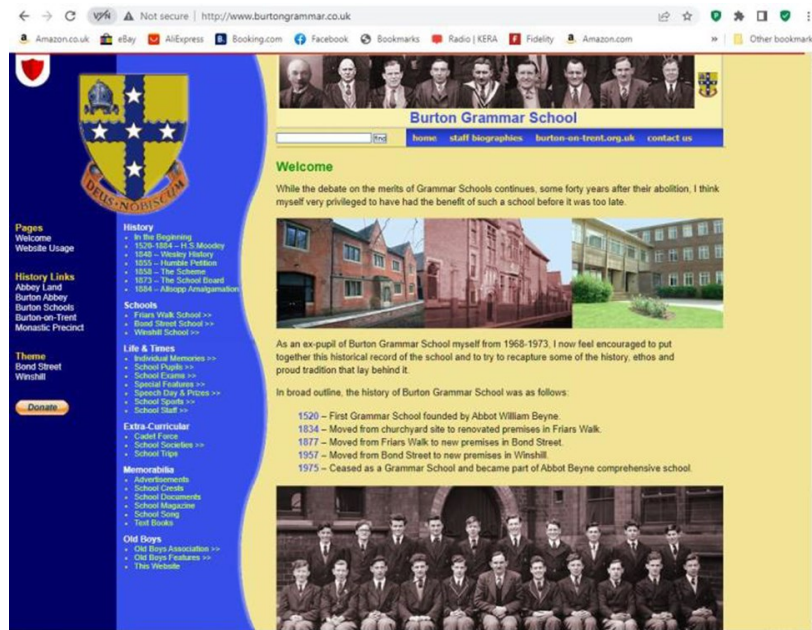 Not secure | http://www.burtongrammar.co.uk
Amazon.co.uk eBay AliExpress Booking.com Facebook Bookmarks Radio | KERA Fidelity Amazon.com » Other bookmark
Burton Grammar School
find home staff biographies burton-on-trent.org.uk contact us
DEUS NOBISCUM
Pages
Welcome
Website Usage
History Links
Abbey Land
Burton Abbey
Burton Schools
Burton-on-Trent
Monastic Precinct
Theme
Bond Street
Winshill
Donate
History
In the Beginning
1520-1884 – H.S.Moodey
1848 – Wesley History
1855 – Humble Petition
1858 – The Scheme
1873 – The School Board
1884 – Allsopp Amalgamation
Schools
Friars Walk School >>
Bond Street School >>
Winshill School >>
Life & Times
Individual Memories >>
School Pupils >>
School Exams >>
Special Features >>
Speech Day & Prizes >>
School Sports >>
School Staff >>
Extra-Curricular
Cadet Force
School Societies >>
School Trips
Memorabilia
Advertisements
School Crests
School Documents
School Magazine
School Song
Text Books
Old Boys
Old Boys Association >>
Old Boys Features >>
This Website
Welcome
While the debate on the merits of Grammar Schools continues, some forty years after their abolition, I think
myself very privileged to have had the benefit of such a school before it was too late.
As an ex-pupil of Burton Grammar School myself from 1968-1973, I now feel encouraged to put
together this historical record of the school and to try to recapture some of the history, ethos and
proud tradition that lay behind it.
In broad outline, the history of Burton Grammar School was as follows:
1520 – First Grammar School founded by Abbot William Beyne.
1834 – Moved from churchyard site to renovated premises in Friars Walk.
1877 – Moved from Friars Walk to new premises in Bond Street.
1957 – Moved from Bond Street to new premises in Winshill.
1975 – Ceased as a Grammar School and became part of Abbot Beyne comprehensive school.